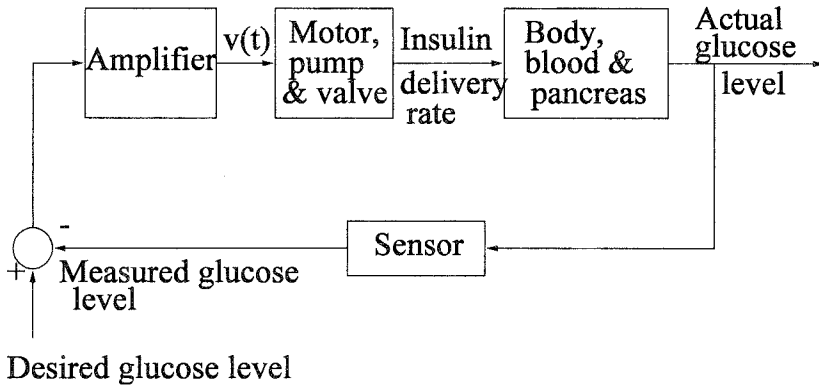 Amplifier
v(t)
Motor,
pump
& valve
Insulin
delivery
rate
Body,
blood &
pancreas
Actual
glucose
level
-
+
Sensor
Measured glucose
level
Desired glucose level